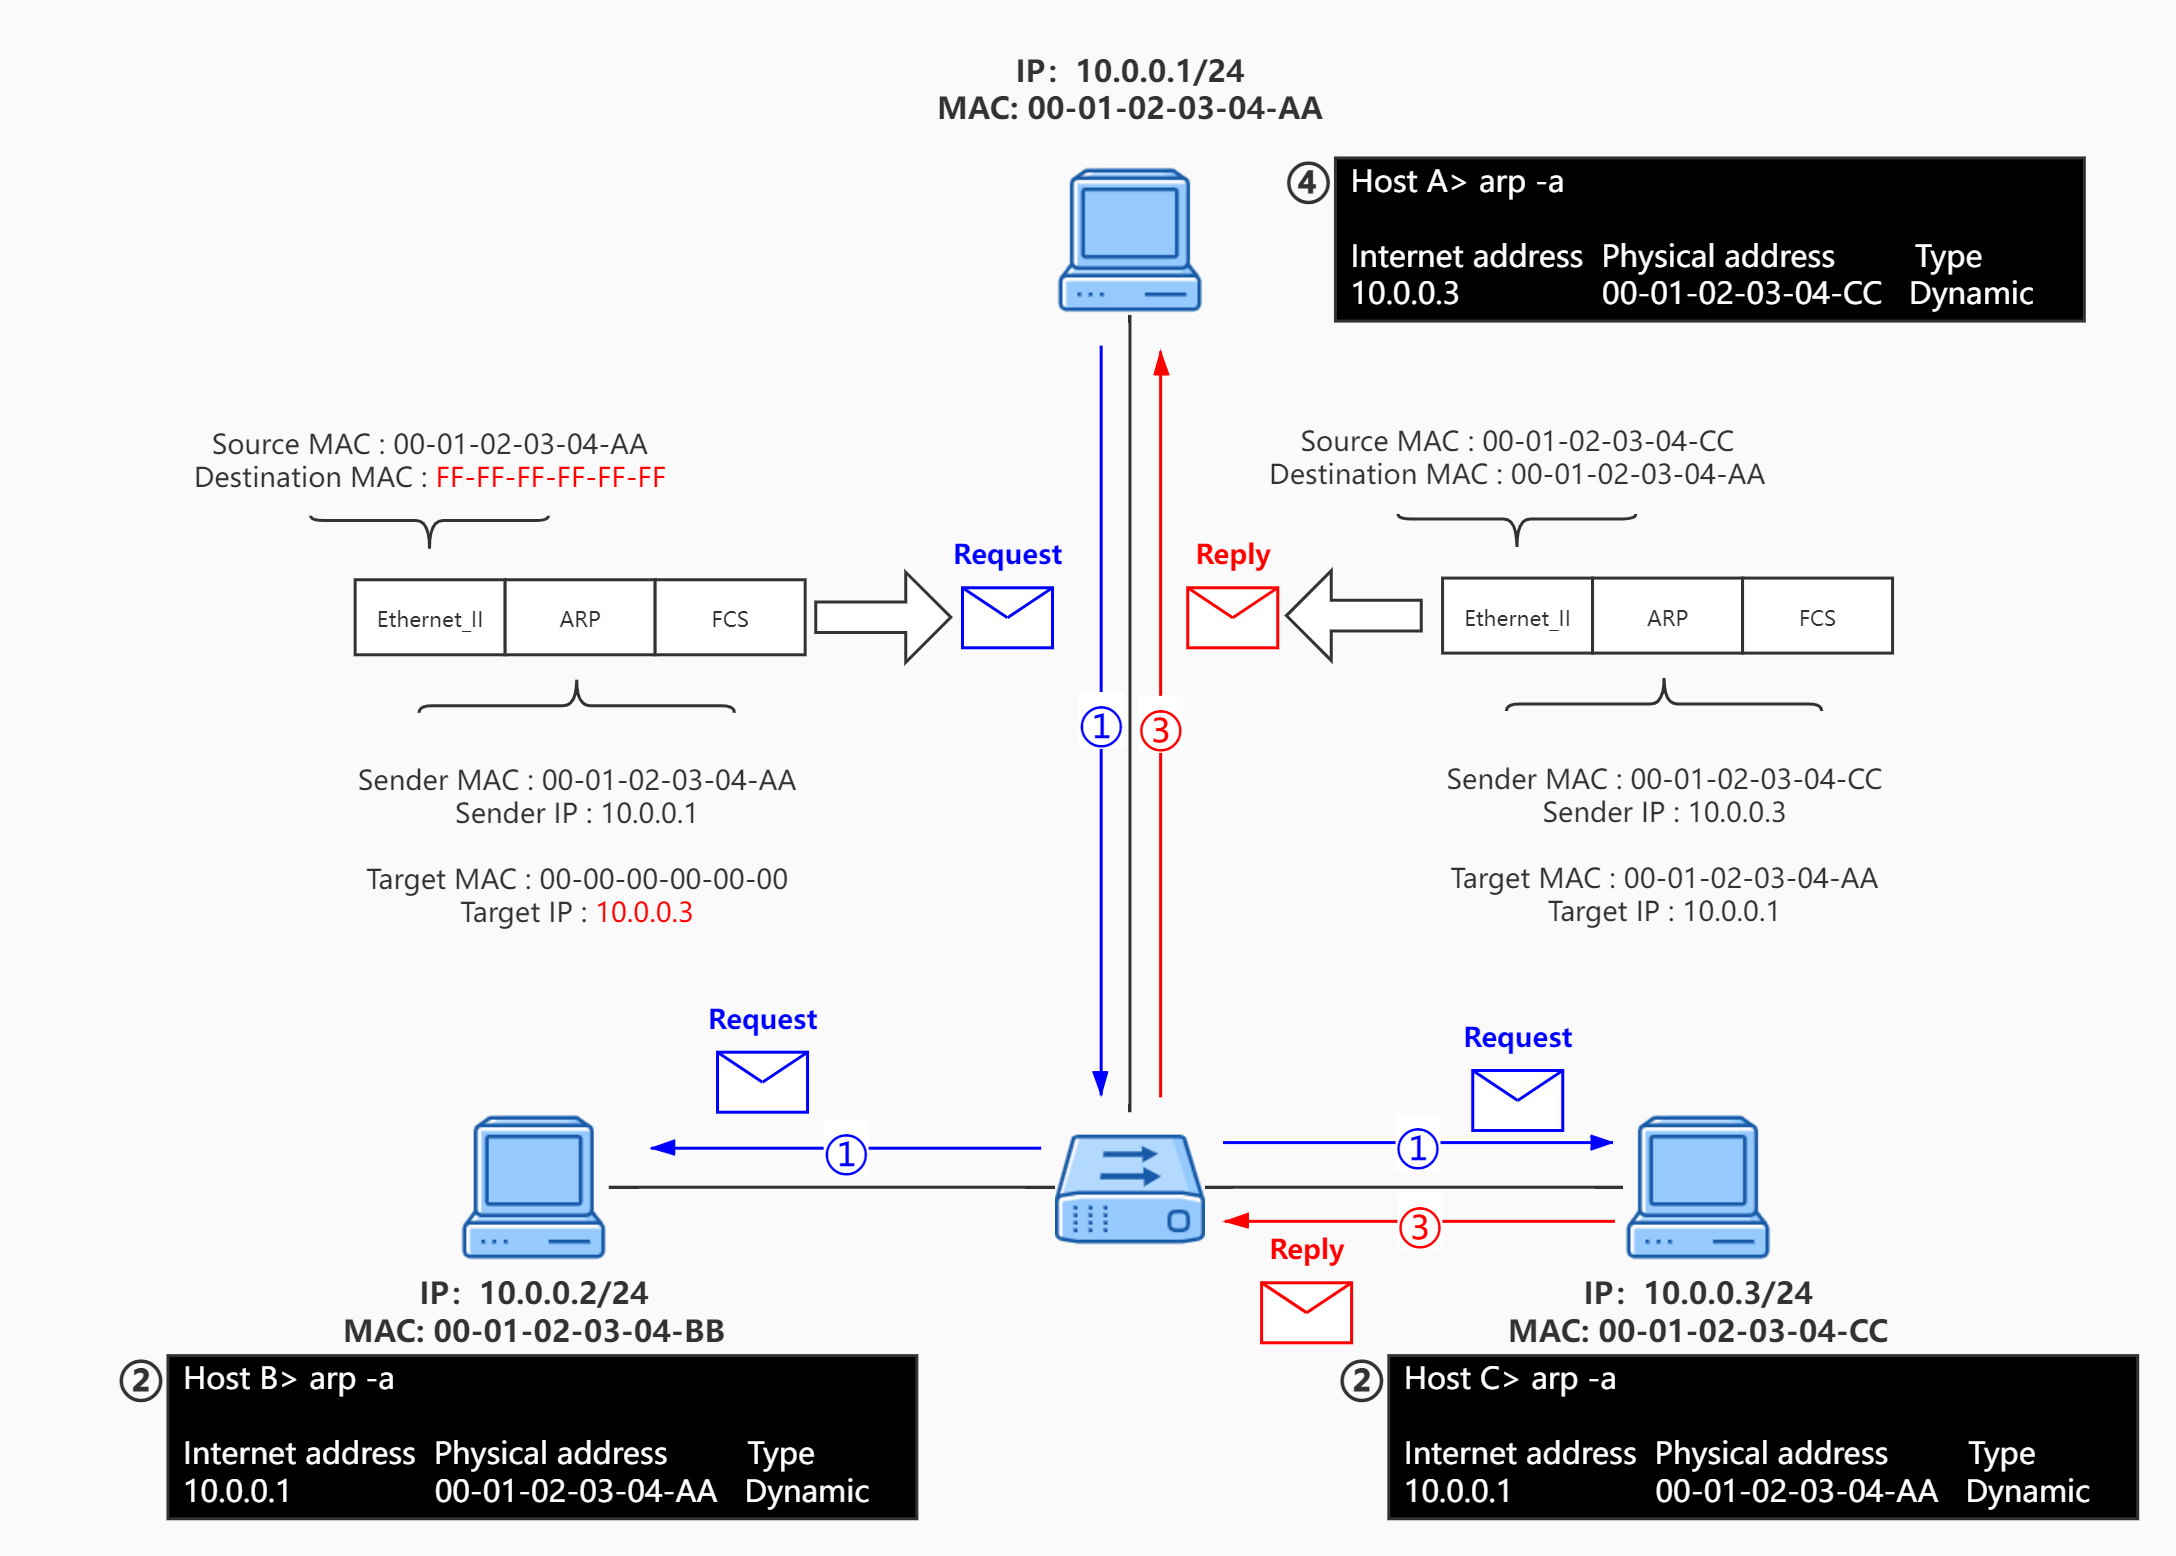 IP: 10.0.0.1/24
MAC: 00-01-02-03-04-AA
④
Host A> arp -a
Internet address Physical address Type
10.0.0.3 00-01-02-03-04-CC Dynamic
Source MAC : 00-01-02-03-04-AA
Destination MAC : FF-FF-FF-FF-FF-FF
Source MAC : 00-01-02-03-04-CC
Destination MAC : 00-01-02-03-04-AA
Request
Reply
Ethernet_II ARP FCS
Ethernet_II ARP FCS
①
③
Sender MAC : 00-01-02-03-04-AA
Sender IP : 10.0.0.1
Target MAC : 00-00-00-00-00-00
Target IP : 10.0.0.3
Sender MAC : 00-01-02-03-04-CC
Sender IP : 10.0.0.3
Target MAC : 00-01-02-03-04-AA
Target IP : 10.0.0.1
Request
Request
①
①
③
Reply
IP: 10.0.0.2/24
MAC: 00-01-02-03-04-BB
IP: 10.0.0.3/24
MAC: 00-01-02-03-04-CC
②
Host B> arp -a
Internet address Physical address Type
10.0.0.1 00-01-02-03-04-AA Dynamic
②
Host C> arp -a
Internet address Physical address Type
10.0.0.1 00-01-02-03-04-AA Dynamic